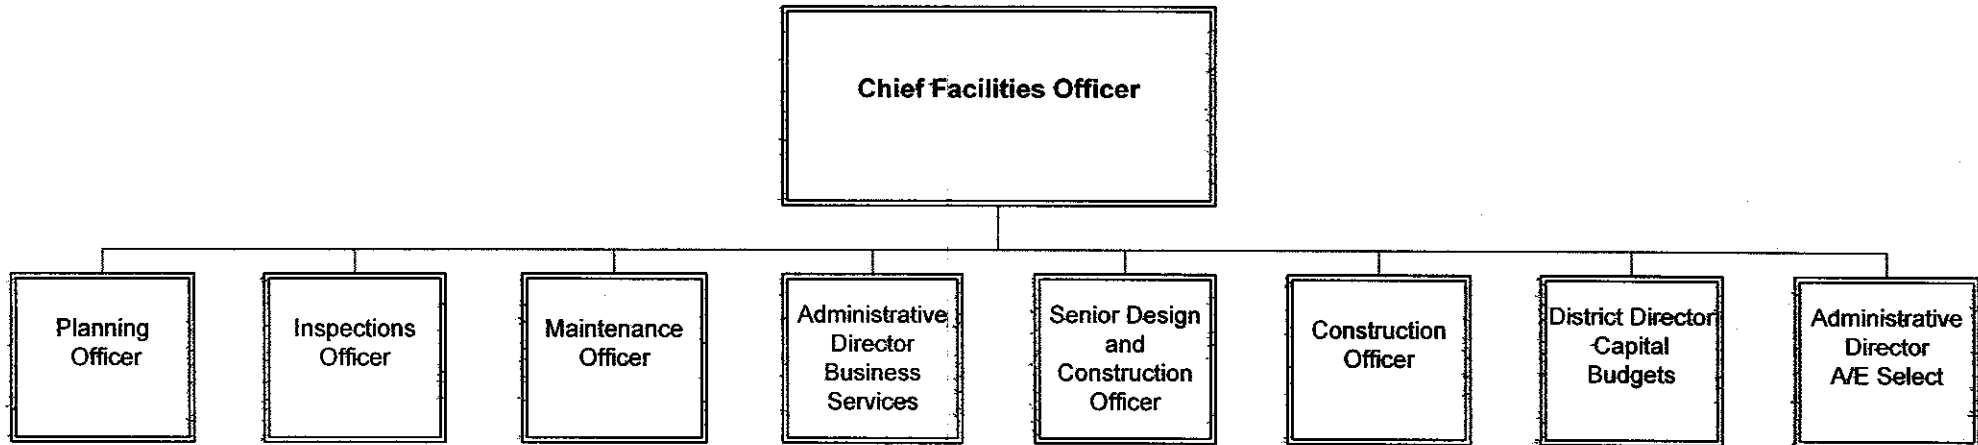 Chief Facilities Officer
Planning
Officer
Inspections
Officer
Maintenance
Officer
Administrative
Director
Business
Services
Senior Design
and
Construction
Officer
Construction
Officer
District Director
Capital
Budgets
Administrative
Director
A/E Select